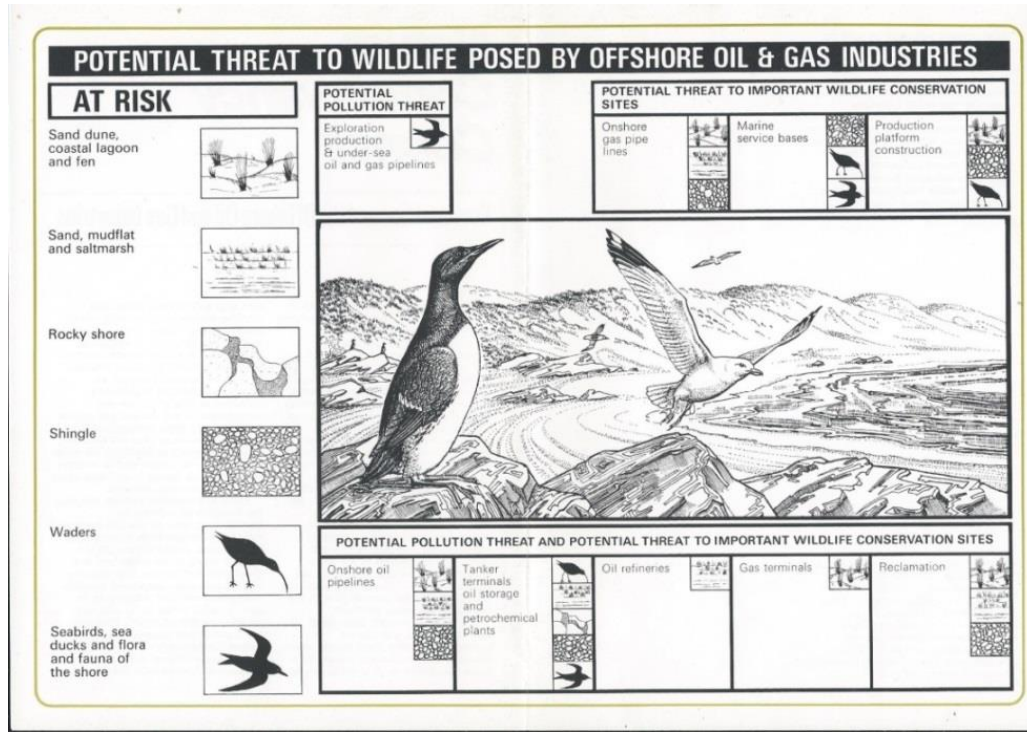 POTENTIAL THREAT TO WILDLIFE POSED BY OFFSHORE OIL & GAS INDUSTRIES
AT RISK
Sand dune,
coastal lagoon
and fen
Sand, mudflat
and saltmarsh
Rocky shore
Shingle
Waders
Seabirds, sea
ducks and flora
and fauna of
the shore
POTENTIAL
POLLUTION THREAT
Exploration
production
& under-sea
oil and gas pipelines
POTENTIAL THREAT TO IMPORTANT WILDLIFE CONSERVATION
SITES
Onshore
gas pipe
lines
Marine
service bases
Production
platform
construction
POTENTIAL POLLUTION THREAT AND POTENTIAL THREAT TO IMPORTANT WILDLIFE CONSERVATION SITES
Onshore oil
pipelines
Tanker
terminals
oil storage
and
petrochemical
plants
Oil refineries
Gas terminals
Reclamation